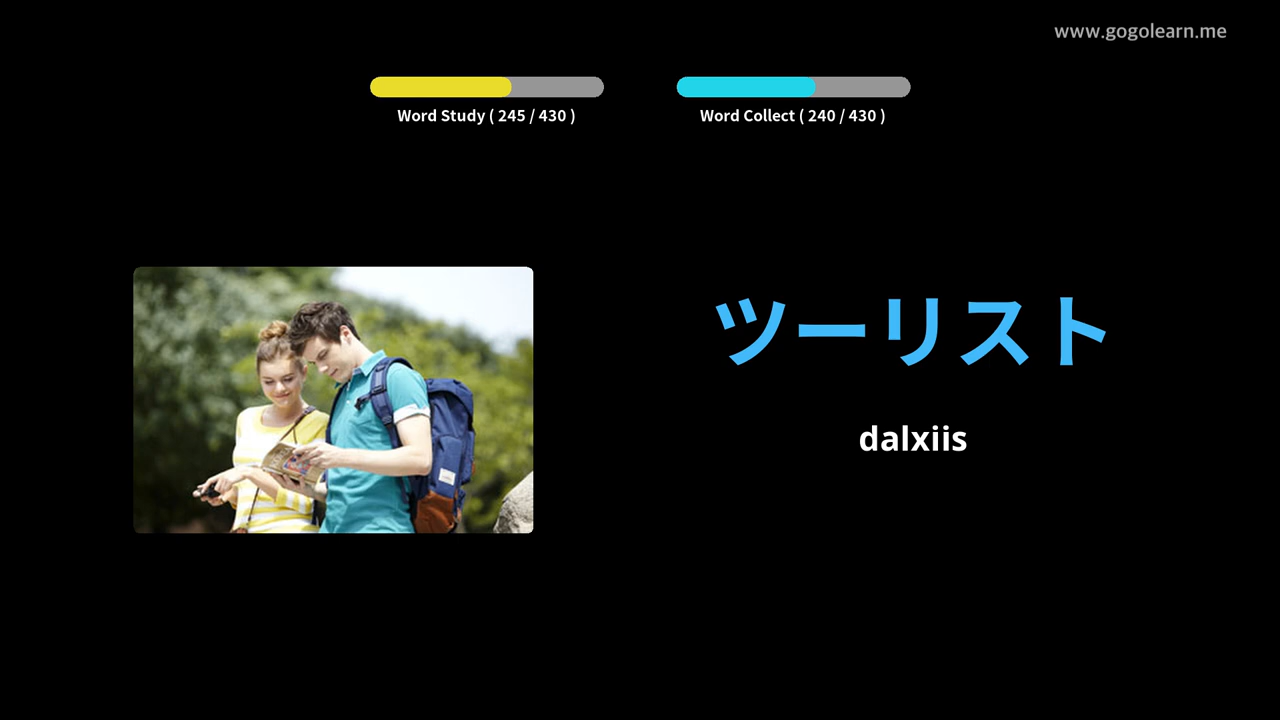 www.gogolearn.me
Word Study ( 245 / 430 )
Word Collect ( 240 / 430 )
ツーリスト
dalxiis